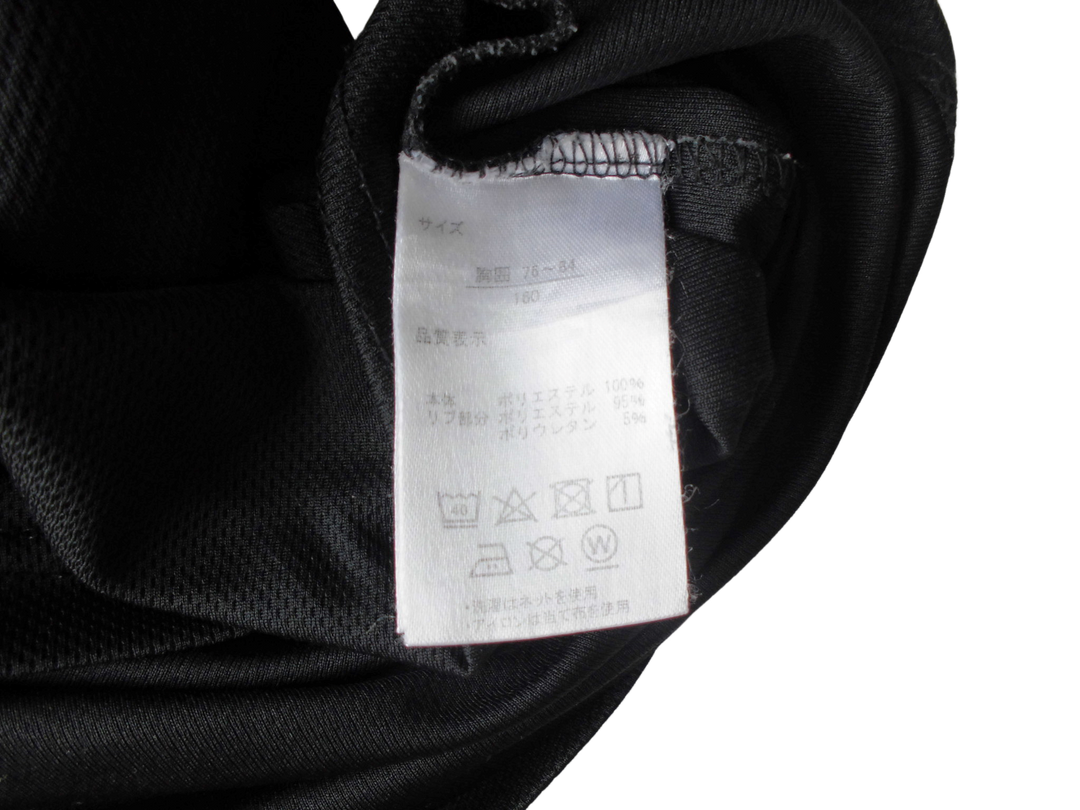 サイズ
胸囲 76～84
160
品質表示
本体 ポリエステル 100%
リブ部分 ポリエステル 95%
ポリウレタン 5%
40
W
・洗濯はネットを使用
・アイロンは当て布を使用